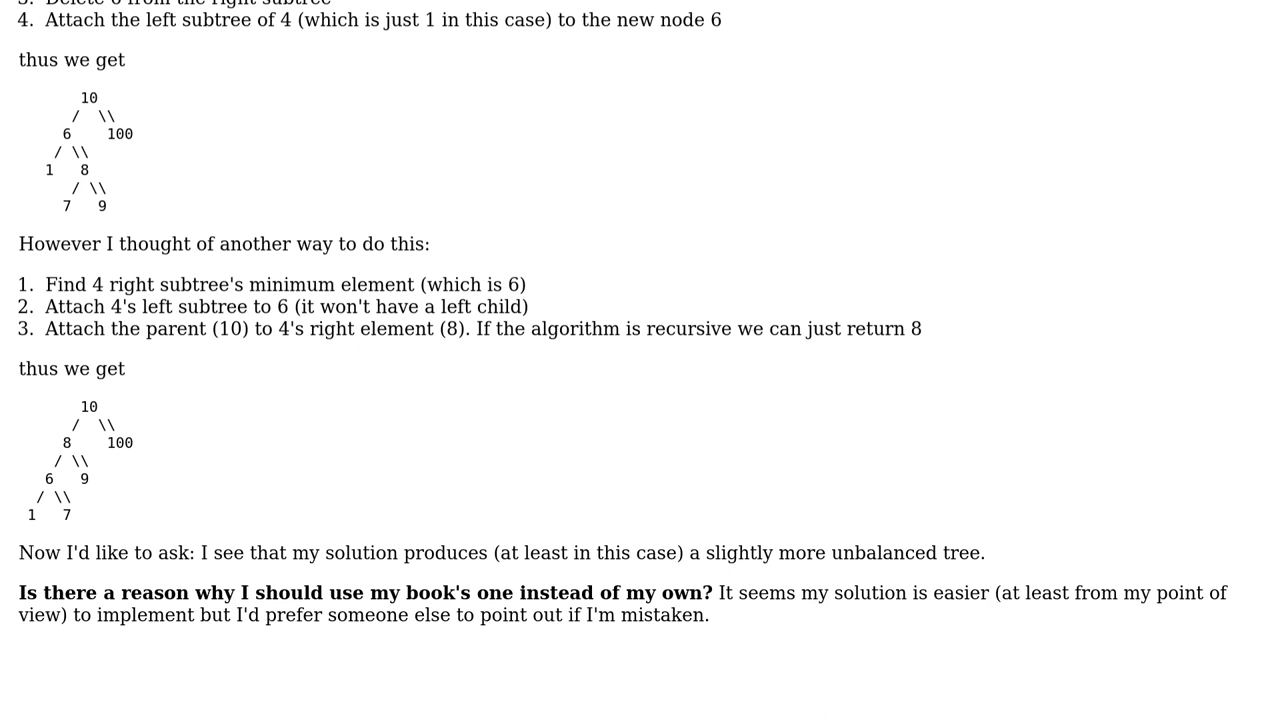 3. Delete 6 from the right subtree
4. Attach the left subtree of 4 (which is just 1 in this case) to the new node 6
thus we get
10
/ \\
6 100
/ \\
1 8
/ \\
7 9
However I thought of another way to do this:
1. Find 4 right subtree's minimum element (which is 6)
2. Attach 4's left subtree to 6 (it won't have a left child)
3. Attach the parent (10) to 4's right element (8). If the algorithm is recursive we can just return 8
thus we get
10
/ \\
8 100
/ \\
6 9
/ \\
1 7
Now I'd like to ask: I see that my solution produces (at least in this case) a slightly more unbalanced tree.
Is there a reason why I should use my book's one instead of my own? It seems my solution is easier (at least from my point of
view) to implement but I'd prefer someone else to point out if I'm mistaken.